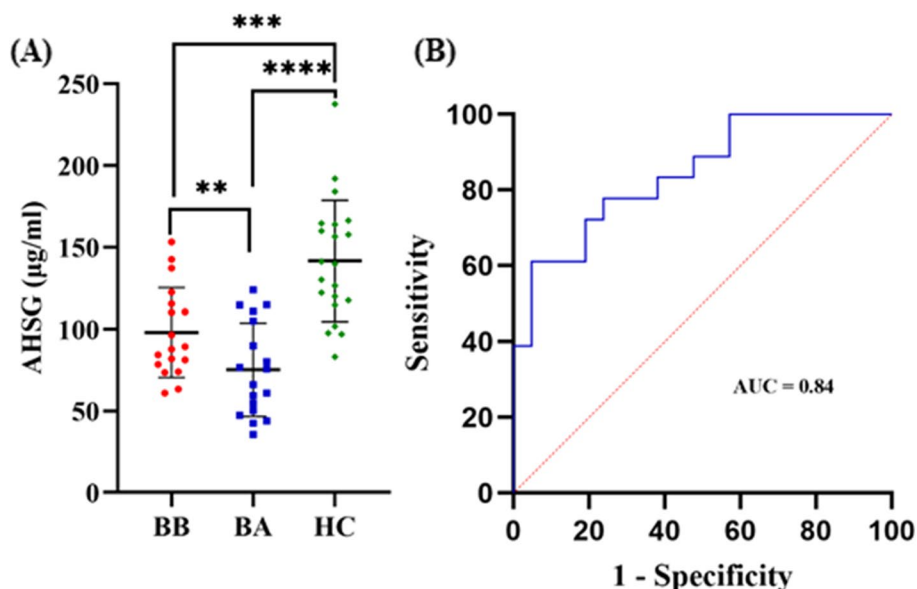 (A)
***
****
**
250
200
150
100
50
0
AHSG (µg/ml)
BB BA HC
(B)
100
80
60
40
20
0
Sensitivity
AUC = 0.84
0 20 40 60 80 100
1 - Specificity